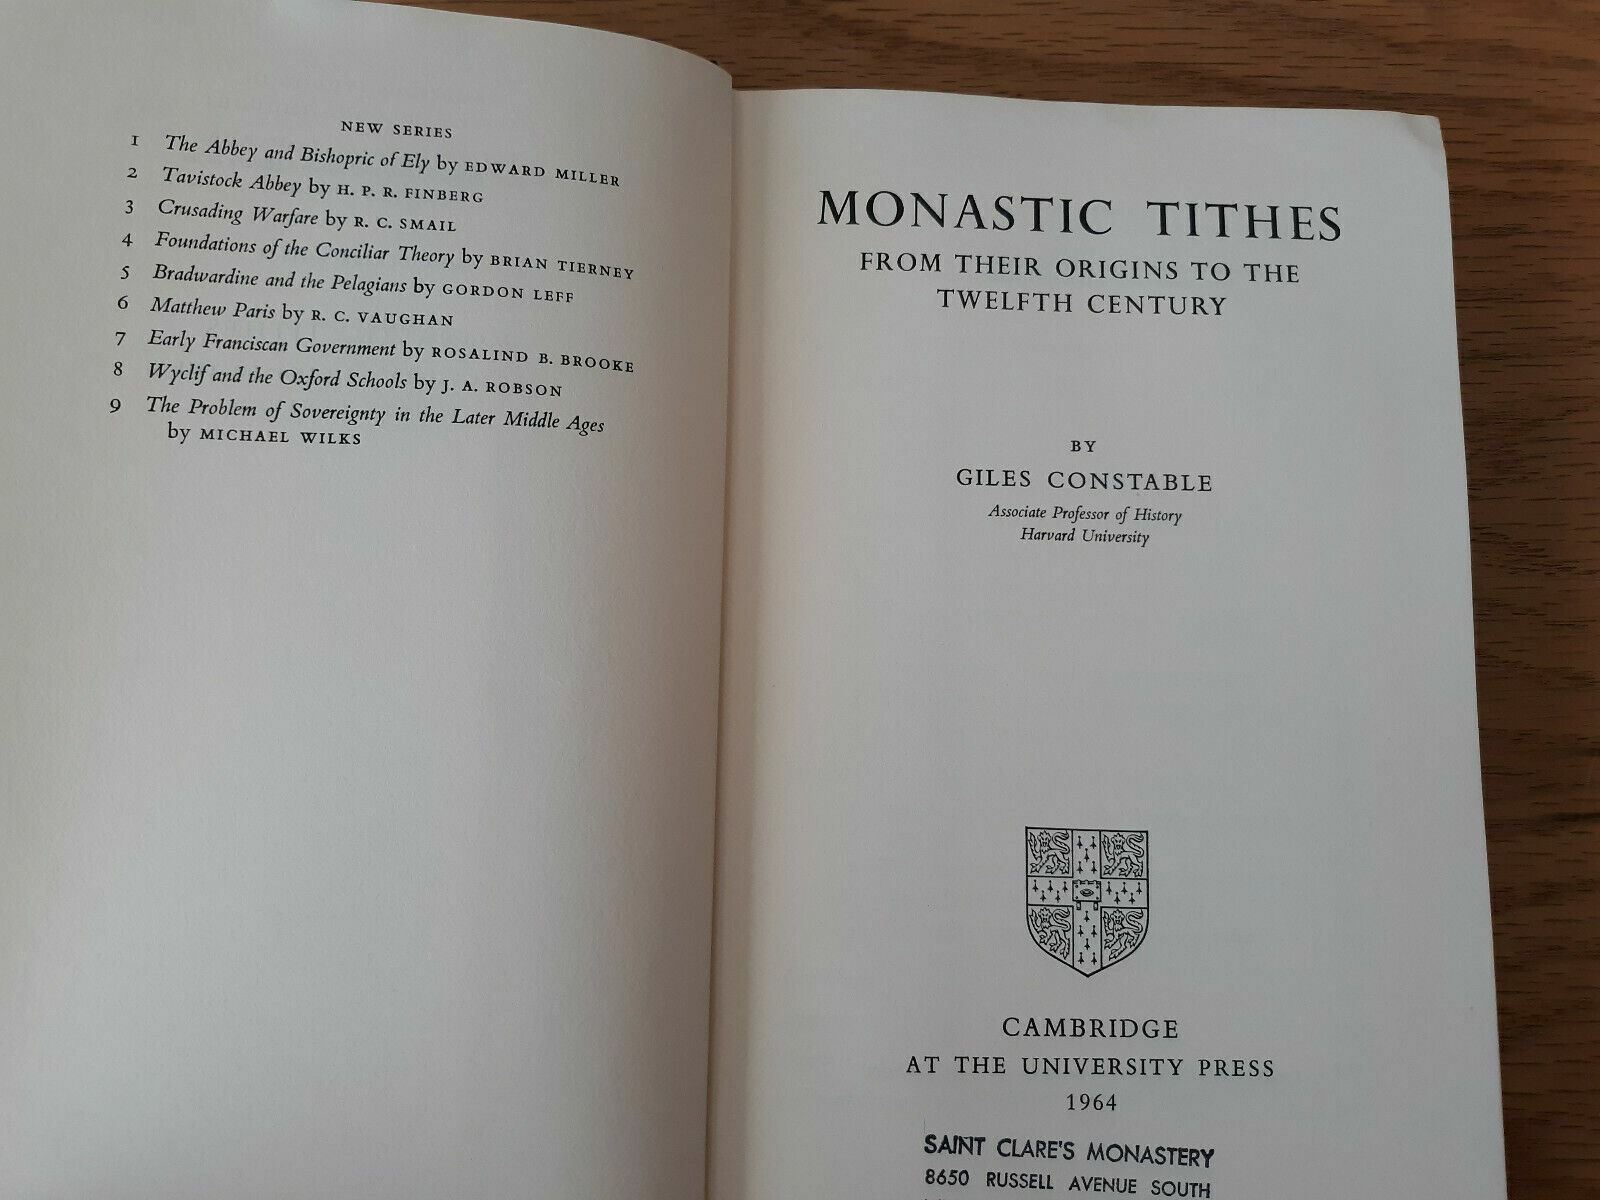 NEW SERIES
1 The Abbey and Bishopric of Ely by EDWARD MILLER
2 Tavistock Abbey by H. P. R. FINBERG
3 Crusading Warfare by R. C. SMAIL
4 Foundations of the Conciliar Theory by BRIAN TIERNEY
5 Bradwardine and the Pelagians by GORDON LEFF
6 Matthew Paris by R. C. VAUGHAN
7 Early Franciscan Government by ROSALIND B. BROOKE
8 Wyclif and the Oxford Schools by J. A. ROBSON
9 The Problem of Sovereignty in the Later Middle Ages
by MICHAEL WILKS
MONASTIC TITHES
FROM THEIR ORIGINS TO THE
TWELFTH CENTURY
BY
GILES CONSTABLE
Associate Professor of History
Harvard University
CAMBRIDGE
AT THE UNIVERSITY PRESS
1964
SAINT CLARE'S MONASTERY
8650 RUSSELL AVENUE SOUTH